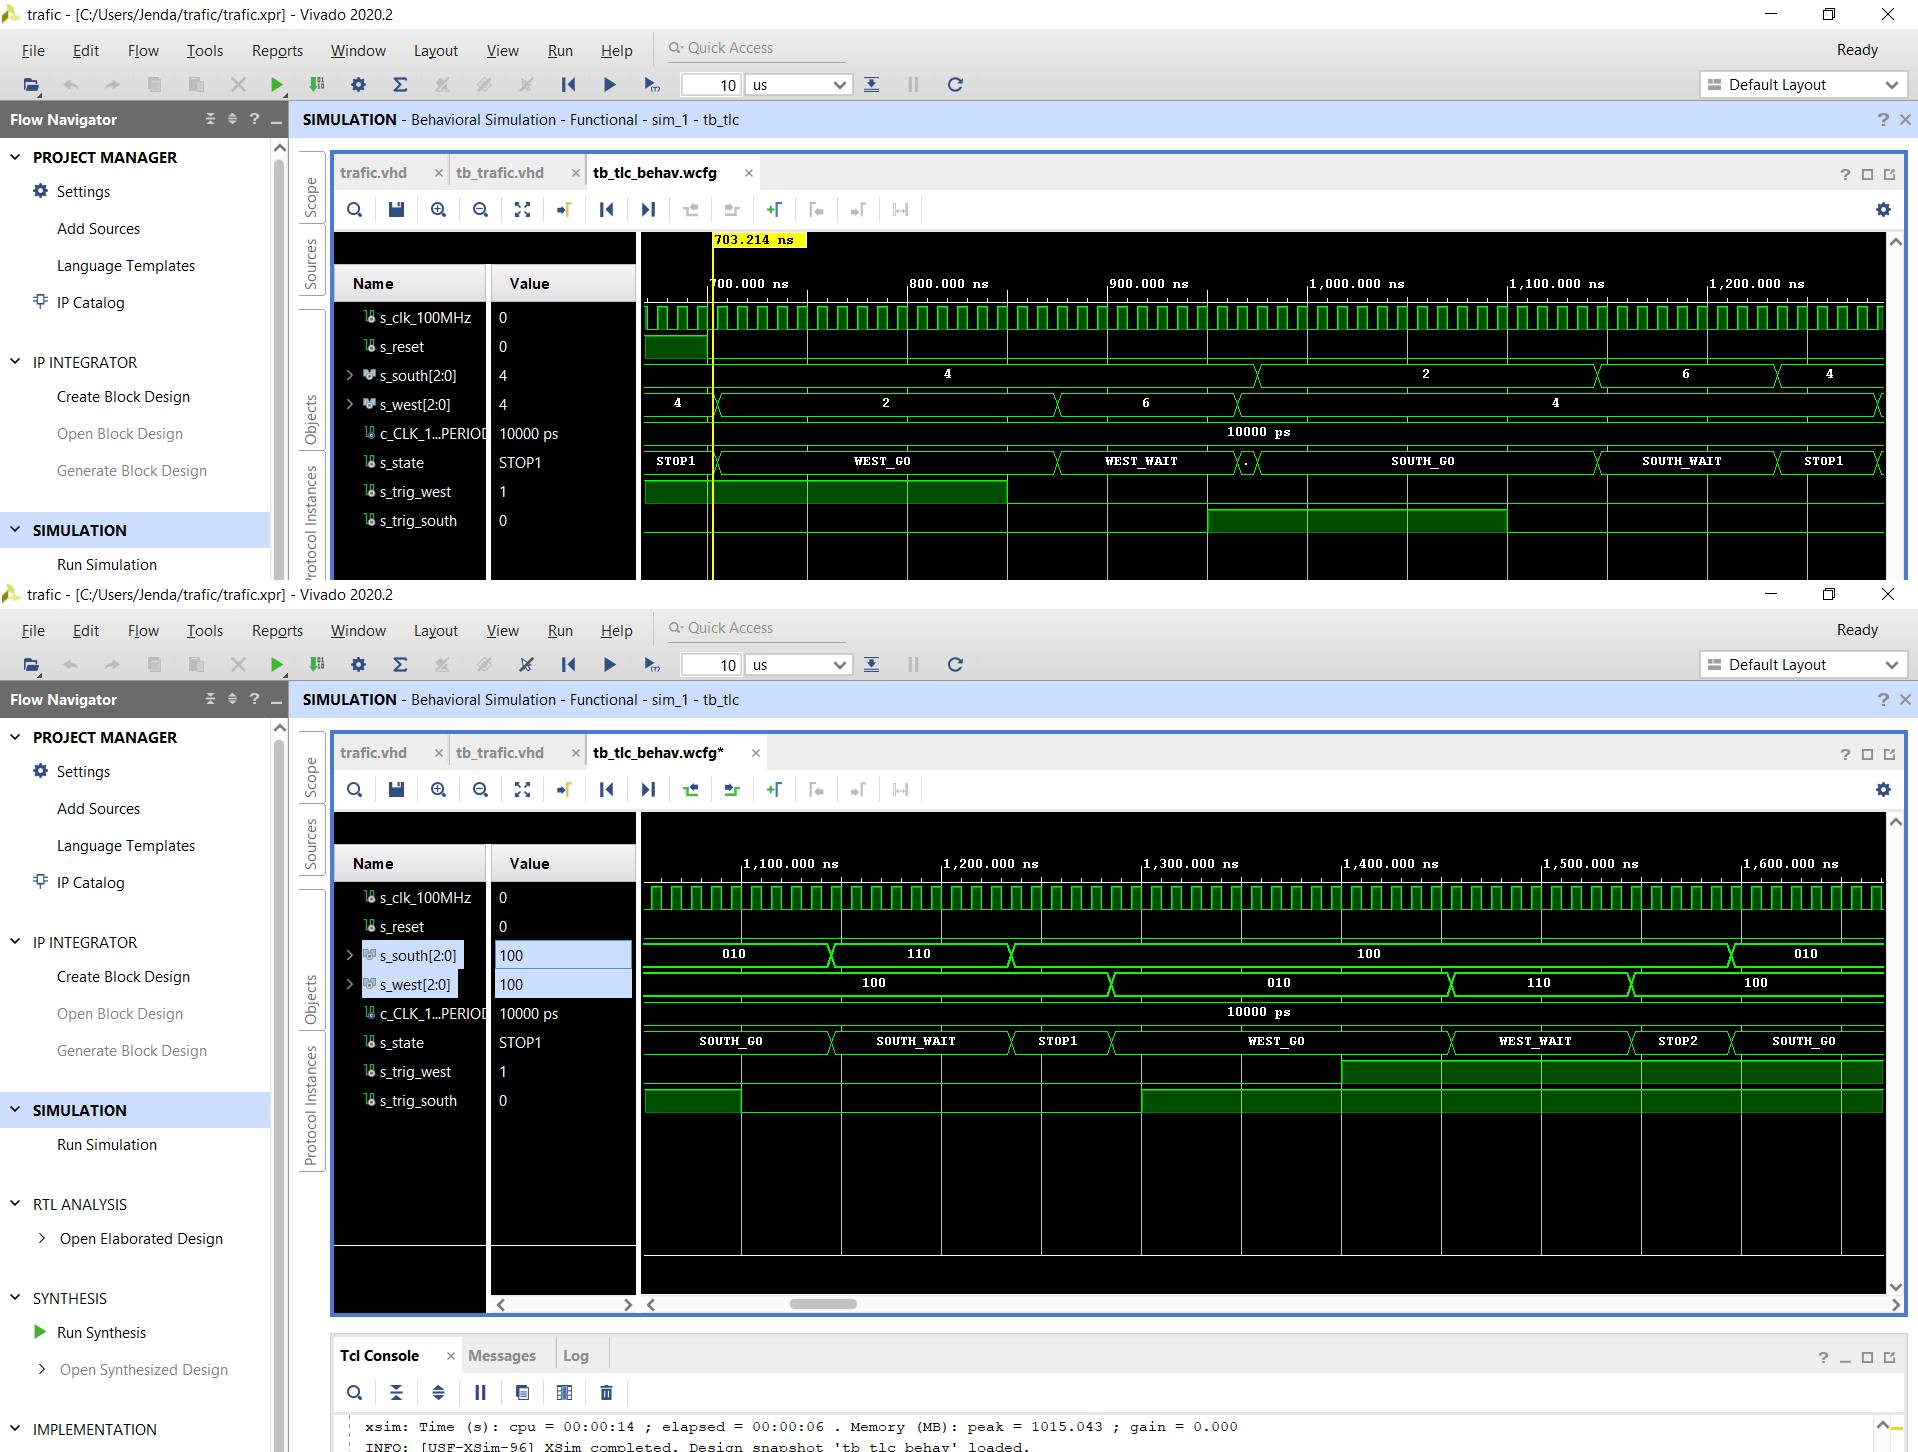 trafic - [C:/Users/Jenda/trafic/trafic.xpr] - Vivado 2020.2
File Edit Flow Tools Reports Window Layout View Run Help Quick Access Ready
10 us Default Layout
Flow Navigator
SIMULATION - Behavioral Simulation - Functional - sim_1 - tb_tlc
PROJECT MANAGER
Settings
Add Sources
Language Templates
IP Catalog
IP INTEGRATOR
Create Block Design
Open Block Design
Generate Block Design
SIMULATION
Run Simulation
Scope
Sources
Objects
Protocol Instances
trafic.vhd tb_trafic.vhd tb_tlc_behav.wcfg
703.214 ns
Name Value 700.000 ns 800.000 ns 900.000 ns 1,000.000 ns 1,100.000 ns 1,200.000 ns
s_clk_100MHz 0
s_reset 0
s_south[2:0] 4 4 2 6 4
s_west[2:0] 4 4 2 6 4
c_CLK_1...PERIOD 10000 ps 10000 ps
s_state STOP1 STOP1 WEST_GO WEST_WAIT . SOUTH_GO SOUTH_WAIT STOP1
s_trig_west 1
s_trig_south 0
trafic - [C:/Users/Jenda/trafic/trafic.xpr] - Vivado 2020.2
File Edit Flow Tools Reports Window Layout View Run Help Quick Access Ready
10 us Default Layout
Flow Navigator
SIMULATION - Behavioral Simulation - Functional - sim_1 - tb_tlc
PROJECT MANAGER
Settings
Add Sources
Language Templates
IP Catalog
IP INTEGRATOR
Create Block Design
Open Block Design
Generate Block Design
SIMULATION
Run Simulation
RTL ANALYSIS
Open Elaborated Design
SYNTHESIS
Run Synthesis
Open Synthesized Design
IMPLEMENTATION
Scope
Sources
Objects
Protocol Instances
trafic.vhd tb_trafic.vhd tb_tlc_behav.wcfg*
Name Value 1,100.000 ns 1,200.000 ns 1,300.000 ns 1,400.000 ns 1,500.000 ns 1,600.000 ns
s_clk_100MHz 0
s_reset 0
s_south[2:0] 100 010 110 100 010
s_west[2:0] 100 100 010 110 100
c_CLK_1...PERIOD 10000 ps 10000 ps
s_state STOP1 SOUTH_GO SOUTH_WAIT STOP1 WEST_GO WEST_WAIT STOP2 SOUTH_GO
s_trig_west 1
s_trig_south 0
Tcl Console Messages Log
xsim: Time (s): cpu = 00:00:14 ; elapsed = 00:00:06 . Memory (MB): peak = 1015.043 ; gain = 0.000
INFO: [USF-XSim-96] XSim completed. Design snapshot 'tb_tlc_behav' loaded.